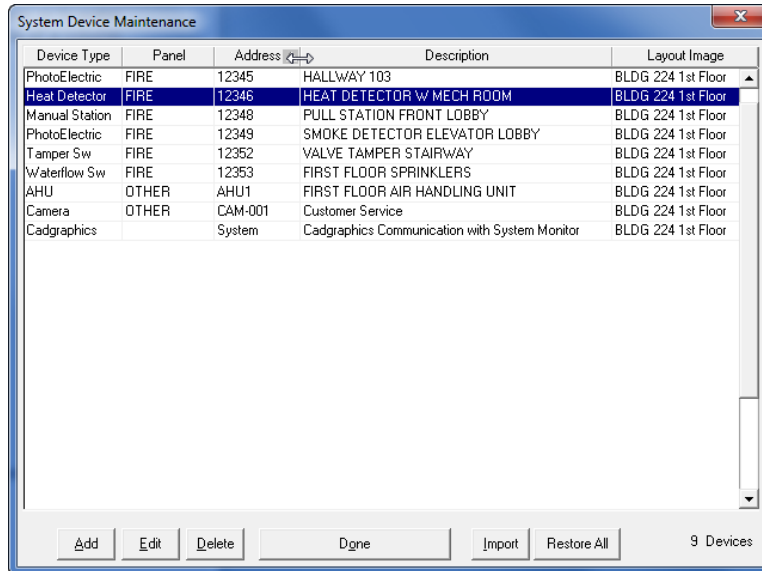 System Device Maintenance
x
Device Type Panel Address Description Layout Image
PhotoElectric FIRE 12345 HALLWAY 103 BLDG 224 1st Floor
Heat Detector FIRE 12346 HEAT DETECTOR W MECH ROOM BLDG 224 1st Floor
Manual Station FIRE 12348 PULL STATION FRONT LOBBY BLDG 224 1st Floor
PhotoElectric FIRE 12349 SMOKE DETECTOR ELEVATOR LOBBY BLDG 224 1st Floor
Tamper Sw FIRE 12352 VALVE TAMPER STAIRWAY BLDG 224 1st Floor
Waterflow Sw FIRE 12353 FIRST FLOOR SPRINKLERS BLDG 224 1st Floor
AHU OTHER AHU1 FIRST FLOOR AIR HANDLING UNIT BLDG 224 1st Floor
Camera OTHER CAM-001 Customer Service BLDG 224 1st Floor
Cadgraphics System Cadgraphics Communication with System Monitor BLDG 224 1st Floor
Add Edit Delete Done Import Restore All 9 Devices